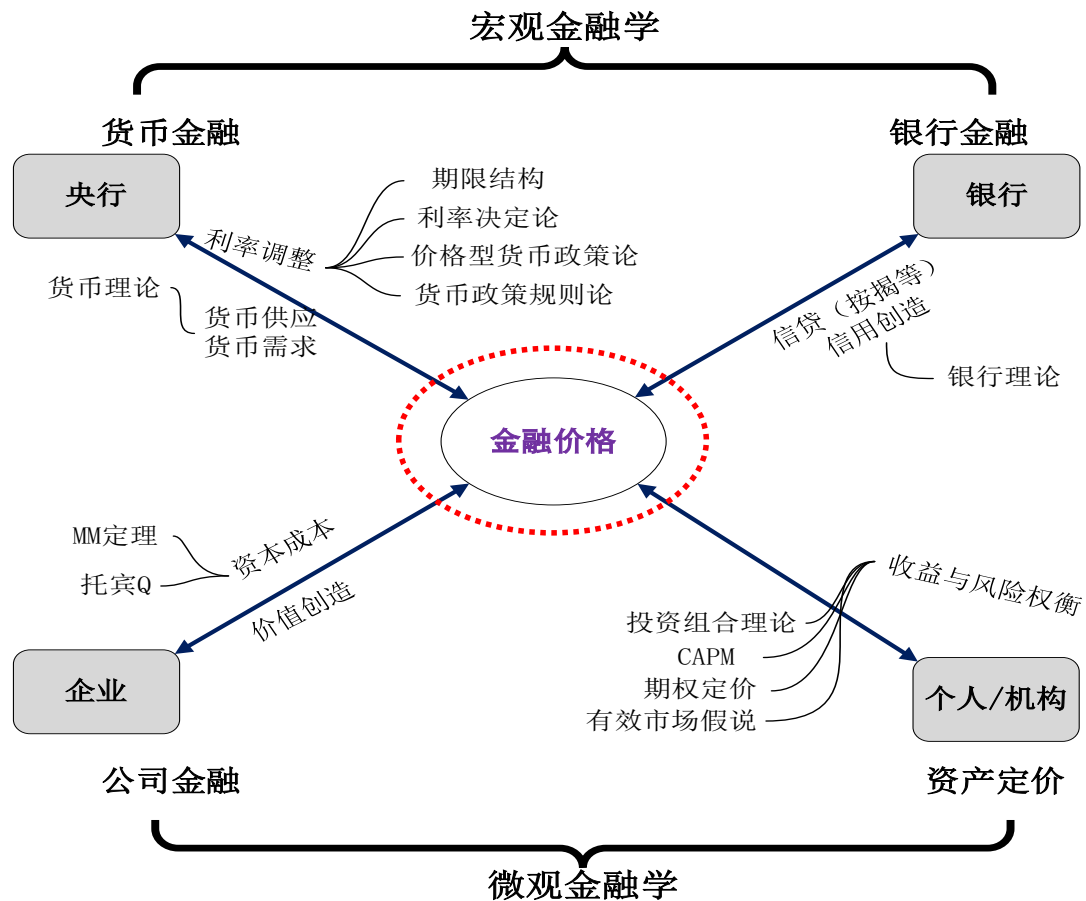 宏观金融学
货币金融
银行金融
央行
银行
期限结构
利率决定论
价格型货币政策论
货币政策规则论
利率调整
货币理论
货币供应
货币需求
信贷（按揭等）
信用创造
银行理论
金融价格
MM定理
托宾Q
资本成本
价值创造
收益与风险权衡
投资组合理论
CAPM
期权定价
有效市场假说
企业
个人/机构
公司金融
资产定价
微观金融学